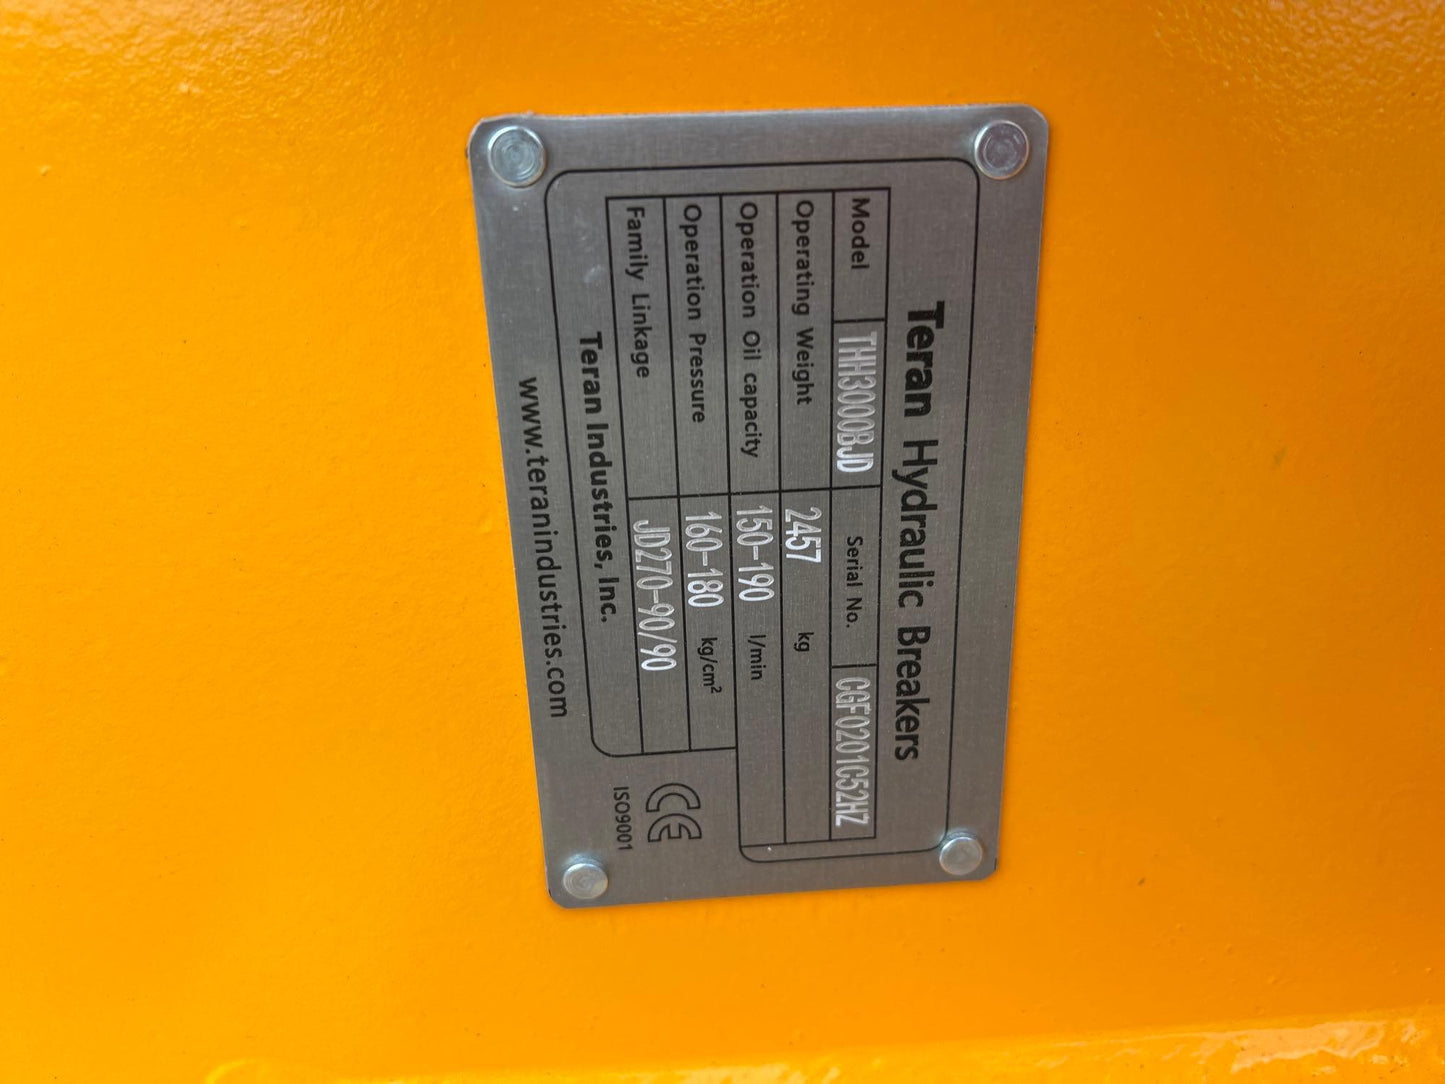 Teran Hydraulic Breakers
Model THH3000BJD Serial No. CGF0201C52HZ
Operating Weight 2457 kg
Operation Oil capacity 150-190 l/min
Operation Pressure 160-180 kg/cm²
Family Linkage JD270-90/90
Teran Industries, Inc.
CE
www.teranindustries.com
ISO9001